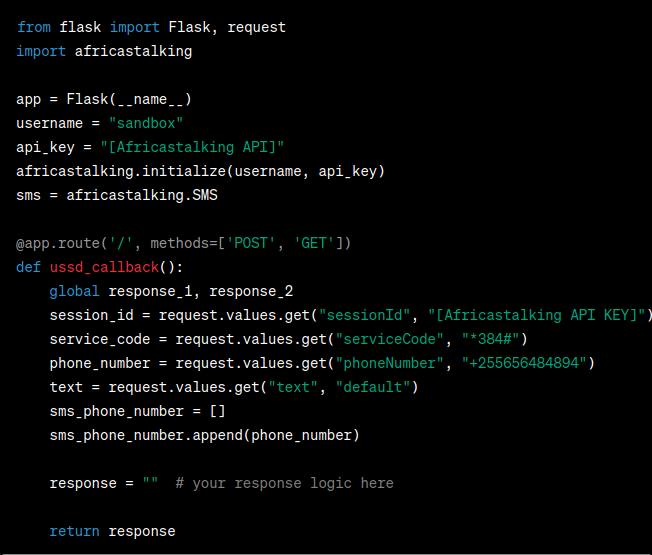 from flask import Flask, request
import africastalking
app = Flask(__name__)
username = "sandbox"
api_key = "[Africastalking API]"
africastalking.initialize(username, api_key)
sms = africastalking.SMS
@app.route('/', methods=['POST', 'GET'])
def ussd_callback():
    global response_1, response_2
    session_id = request.values.get("sessionId", "[Africastalking API KEY]")
    service_code = request.values.get("serviceCode", "*384#")
    phone_number = request.values.get("phoneNumber", "+255656484894")
    text = request.values.get("text", "default")
    sms_phone_number = []
    sms_phone_number.append(phone_number)
    response = ""  # your response logic here
    return response